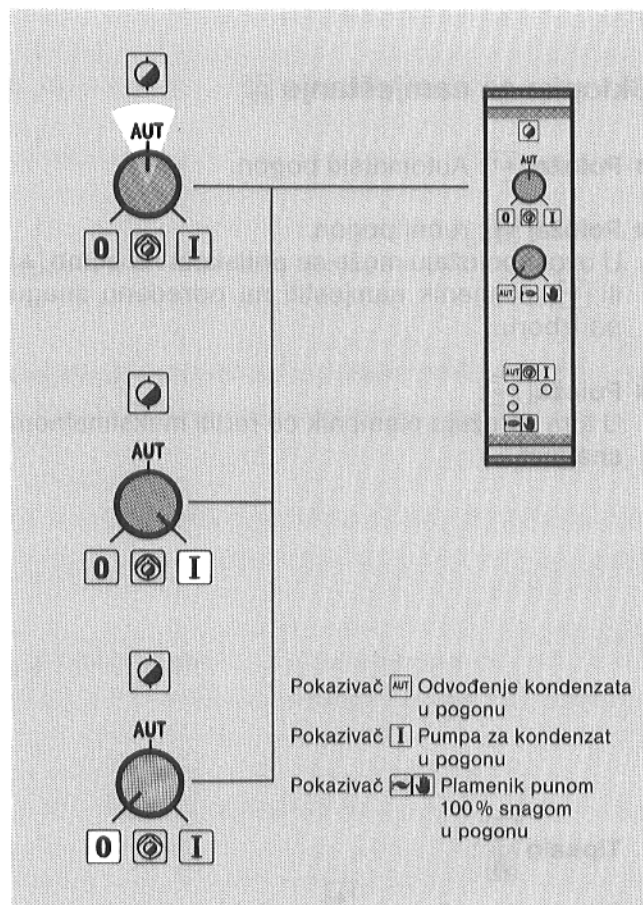 AUT
0 I
AUT
0 I
AUT
0 I
AUT
0 I
AUT
AUT I
Pokazivač AUT Odvođenje kondenzata
u pogonu
Pokazivač I Pumpa za kondenzat
u pogonu
Pokazivač Plamenik punom
100 % snagom
u pogonu